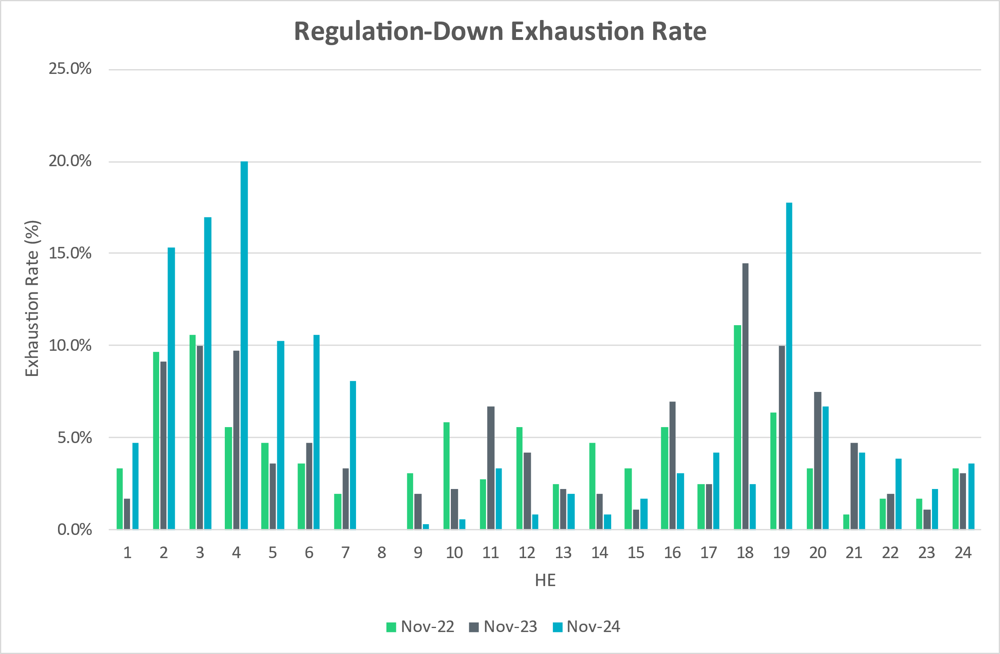 Regulation-Down Exhaustion Rate
Exhaustion Rate (%)
25.0%
20.0%
15.0%
10.0%
5.0%
0.0%
1 2 3 4 5 6 7 8 9 10 11 12 13 14 15 16 17 18 19 20 21 22 23 24
HE
Nov-22 Nov-23 Nov-24